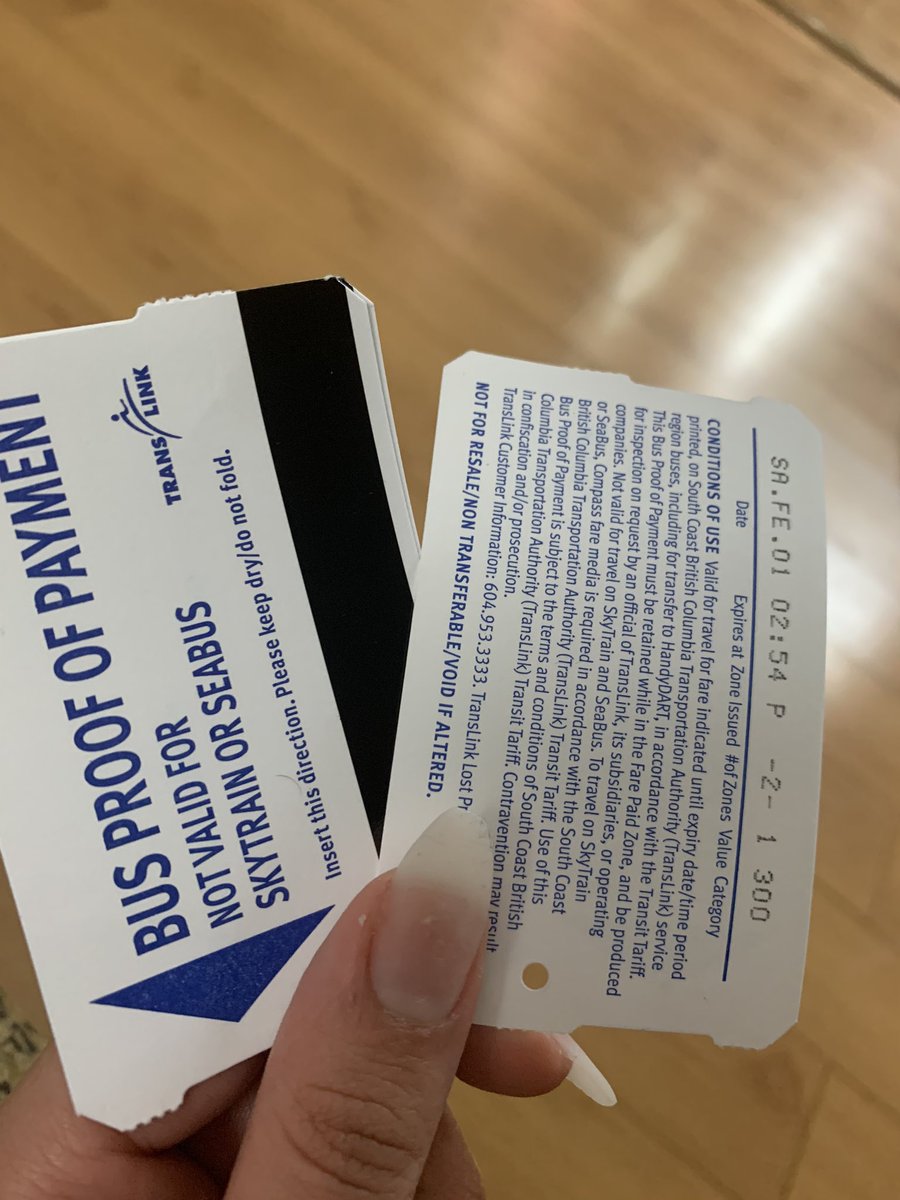 BUS PROOF OF PAYMENT
NOT VALID FOR
SKYTRAIN OR SEABUS
Insert this direction. Please keep dry/do not fold.
TRANS LINK
SA.FE.01 02:54 P -2- 1 300
Date Expires at Zone Issued #of Zones Value Category
CONDITIONS OF USE Valid for travel for fare indicated until expiry date/time period
printed, on South Coast British Columbia Transportation Authority (TransLink) service
region buses, including for transfer to HandyDART, in accordance with the Transit Tariff.
This Bus Proof of Payment must be retained while in the Fare Paid Zone, and be produced
for inspection on request by an official of TransLink, its subsidiaries, or operating
companies. Not valid for travel on SkyTrain and SeaBus. To travel on SkyTrain
or SeaBus, Compass fare media is required in accordance with the South Coast
British Columbia Transportation Authority (TransLink) Transit Tariff. Use of this
Bus Proof of Payment is subject to the terms and conditions of South Coast British
Columbia Transportation Authority (TransLink) Transit Tariff. Contravention may result
in confiscation and/or prosecution.
TransLink Customer Information: 604.953.3333. TransLink Lost Pr
NOT FOR RESALE/NON TRANSFERABLE/VOID IF ALTERED.